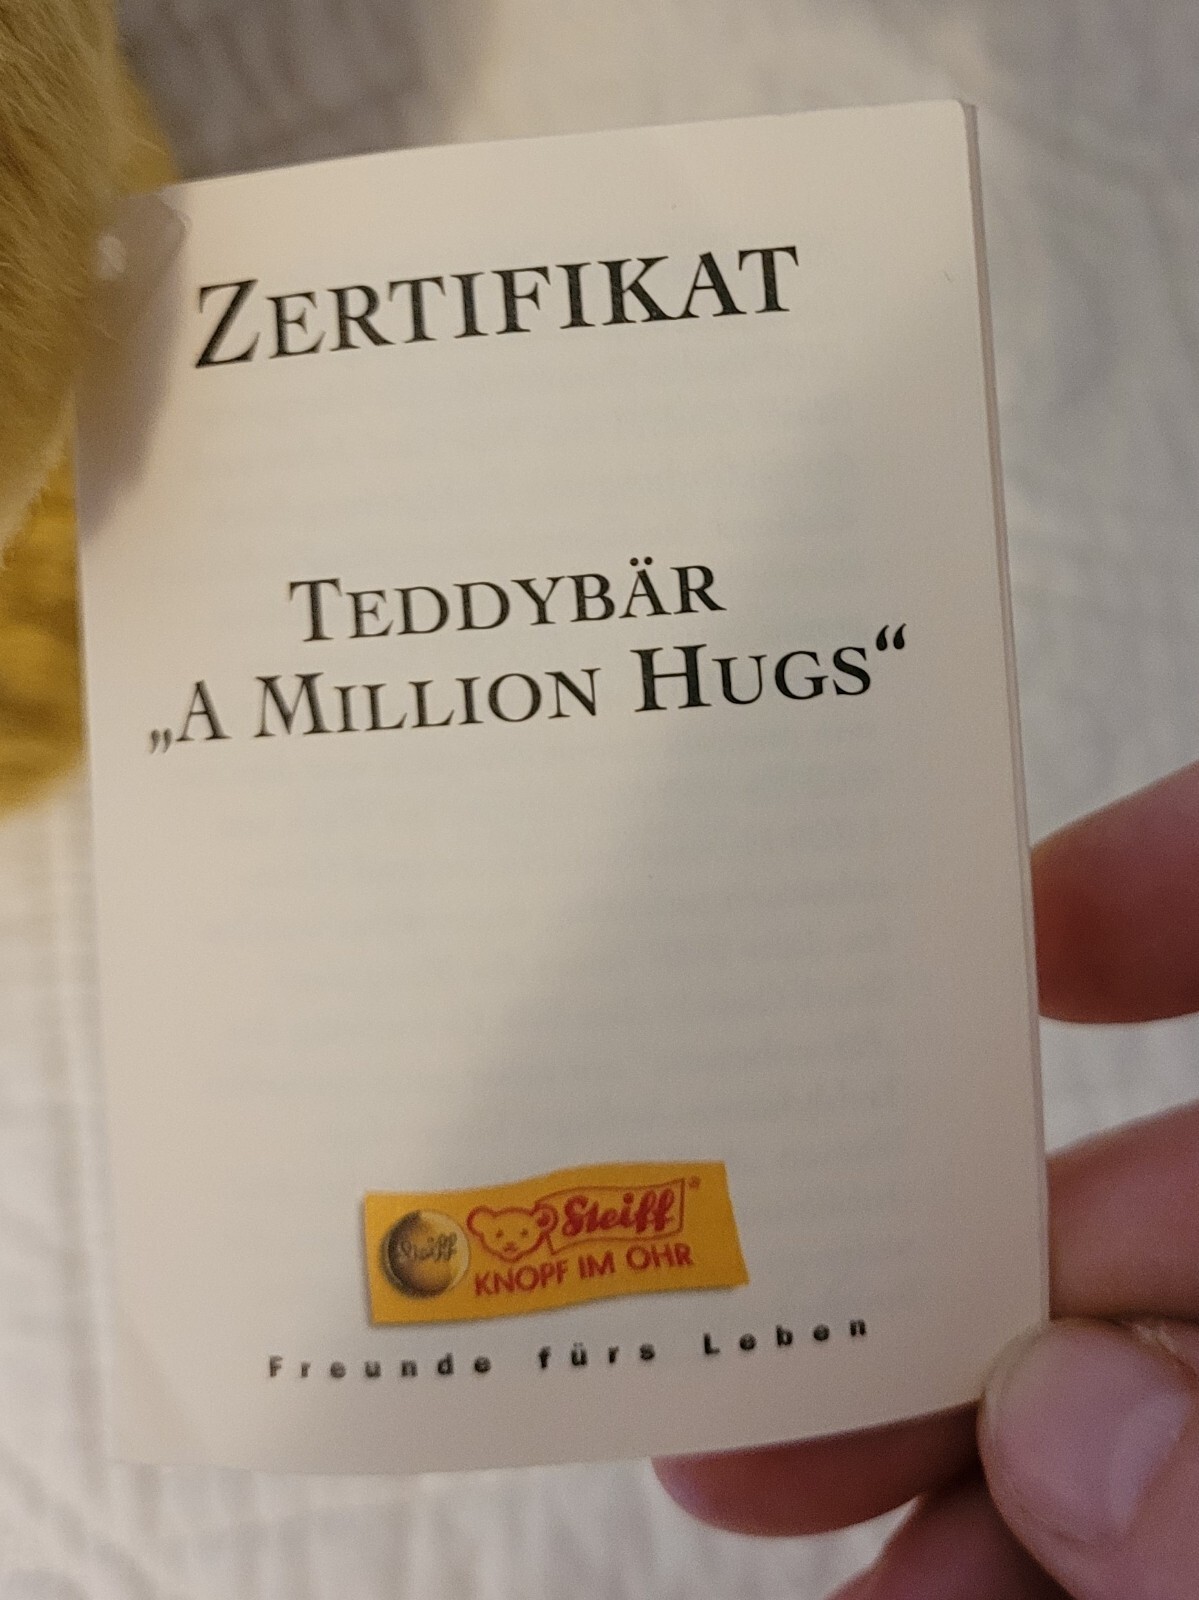 ZERTIFIKAT
TEDDYBÄR
„A MILLION HUGS“
Steiff Steiff®
KNOPF IM OHR
Freunde fürs Leben